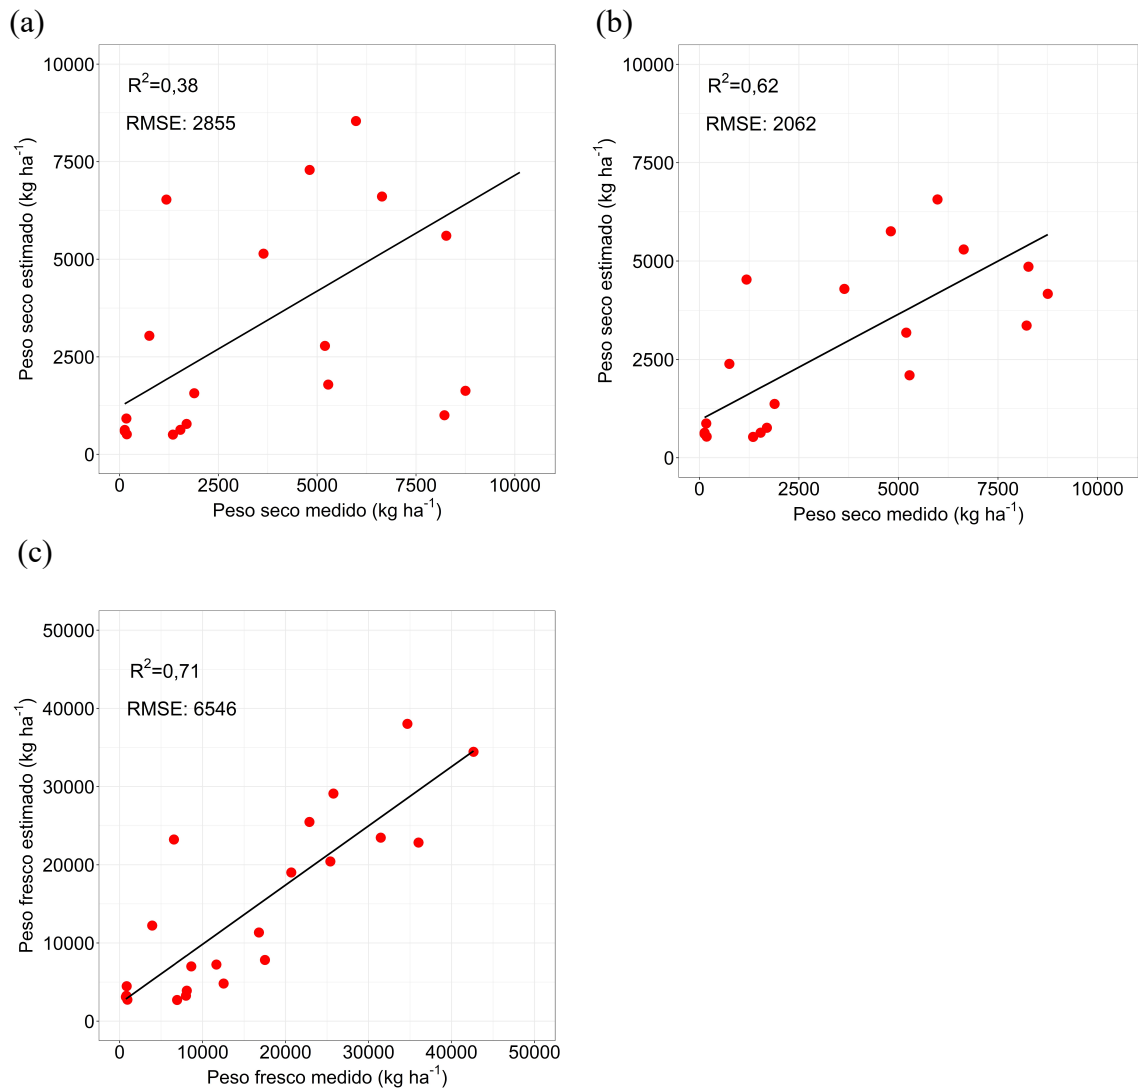 (a)
10000
7500
5000
2500
0
Peso seco estimado (kg ha⁻¹)
R²=0,38
RMSE: 2855
0 2500 5000 7500 10000
Peso seco medido (kg ha⁻¹)
(b)
10000
7500
5000
2500
0
Peso seco estimado (kg ha⁻¹)
R²=0,62
RMSE: 2062
0 2500 5000 7500 10000
Peso seco medido (kg ha⁻¹)
(c)
50000
40000
30000
20000
10000
0
Peso fresco estimado (kg ha⁻¹)
R²=0,71
RMSE: 6546
0 10000 20000 30000 40000 50000
Peso fresco medido (kg ha⁻¹)